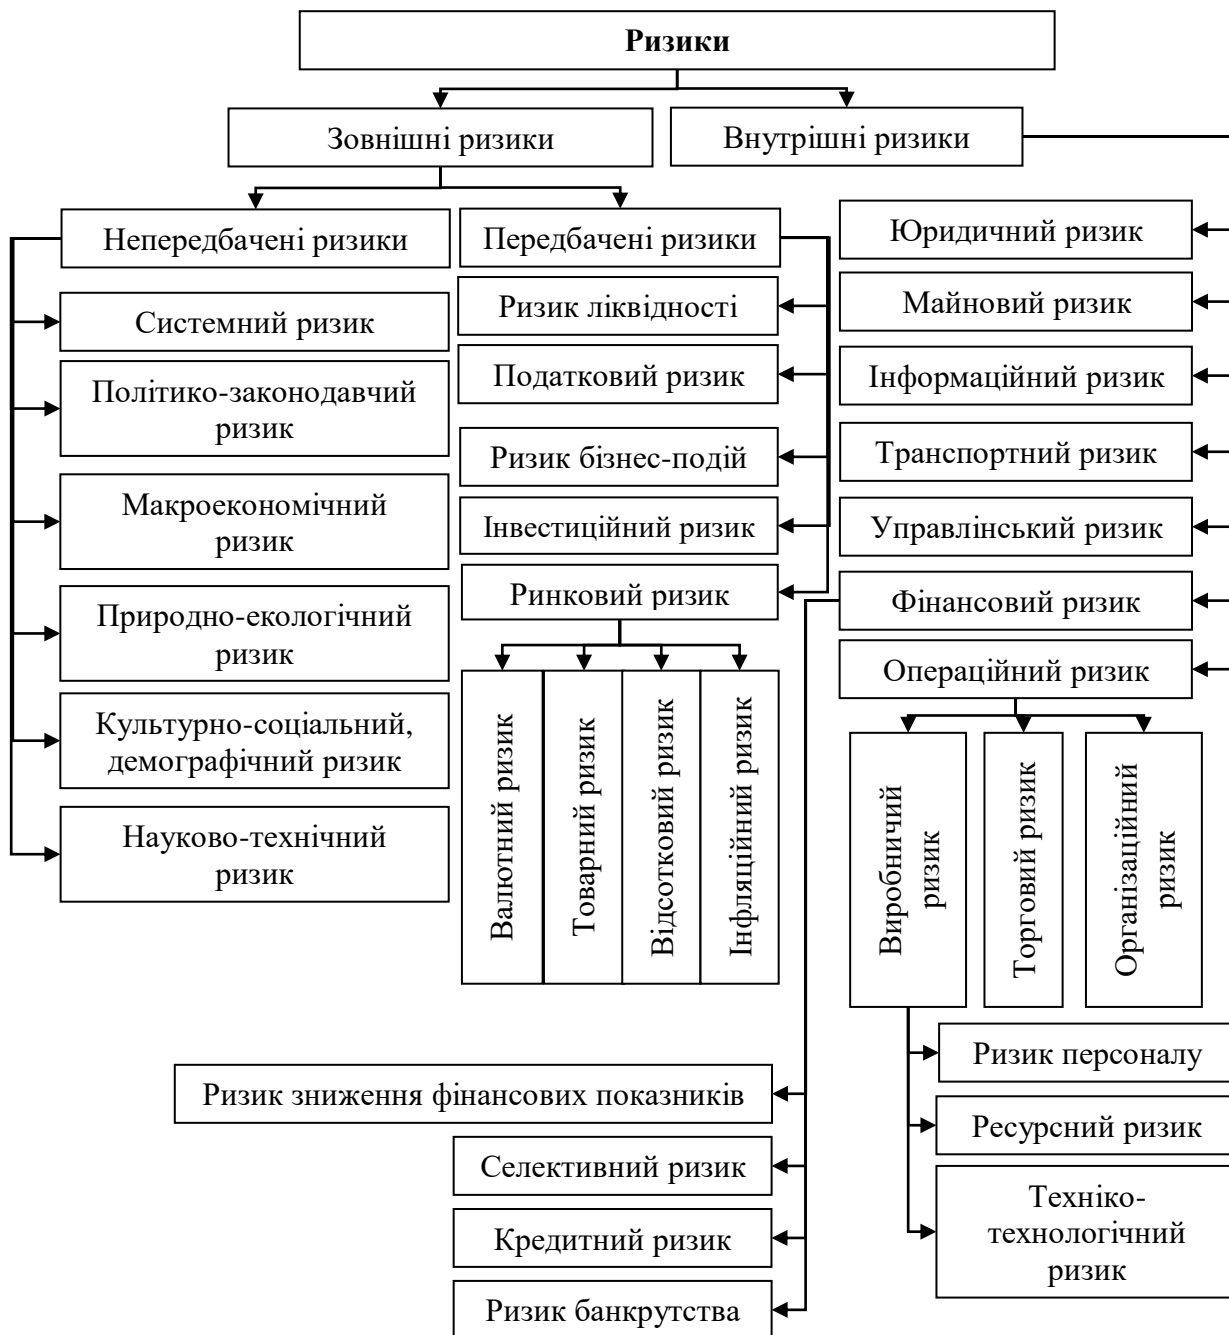 Ризики
Зовнішні ризики
Внутрішні ризики
Непередбачені ризики
Системний ризик
Політико-законодавчий
ризик
Макроекономічний
ризик
Природно-екологічний
ризик
Культурно-соціальний,
демографічний ризик
Науково-технічний
ризик
Передбачені ризики
Ризик ліквідності
Податковий ризик
Ризик бізнес-подій
Інвестиційний ризик
Ринковий ризик
Валютний ризик
Товарний ризик
Відсотковий ризик
Інфляційний ризик
Юридичний ризик
Майновий ризик
Інформаційний ризик
Транспортний ризик
Управлінський ризик
Фінансовий ризик
Операційний ризик
Виробничий
ризик
Торговий ризик
Організаційний
ризик
Ризик персоналу
Ресурсний ризик
Техніко-
технологічний
ризик
Ризик зниження фінансових показників
Селективний ризик
Кредитний ризик
Ризик банкрутства